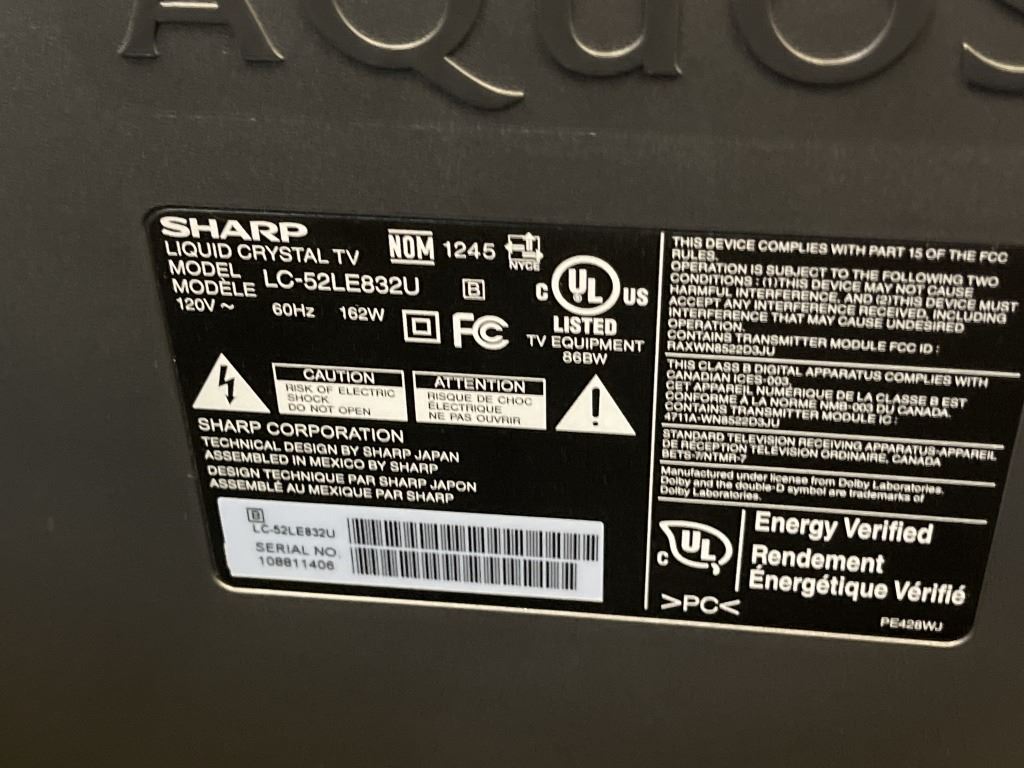 AQUOS
SHARP
LIQUID CRYSTAL TV
NOM 1245
NYCE
MODEL
MODÈLE LC-52LE832U
B
120V ~ 60Hz 162W
FC
C UL US
LISTED
TV EQUIPMENT
86BW
CAUTION
RISK OF ELECTRIC
SHOCK
DO NOT OPEN
ATTENTION
RISQUE DE CHOC
ÉLECTRIQUE
NE PAS OUVRIR
SHARP CORPORATION
TECHNICAL DESIGN BY SHARP JAPAN
ASSEMBLED IN MEXICO BY SHARP
DESIGN TECHNIQUE PAR SHARP JAPON
ASSEMBLÉ AU MEXIQUE PAR SHARP
B
LC-52LE832U
SERIAL NO.
108811406
THIS DEVICE COMPLIES WITH PART 15 OF THE FCC
RULES.
OPERATION IS SUBJECT TO THE FOLLOWING TWO
CONDITIONS : (1)THIS DEVICE MAY NOT CAUSE
HARMFUL INTERFERENCE, AND (2)THIS DEVICE MUST
ACCEPT ANY INTERFERENCE RECEIVED, INCLUDING
INTERFERENCE THAT MAY CAUSE UNDESIRED
OPERATION.
CONTAINS TRANSMITTER MODULE FCC ID :
RAXWN8522D3JU
THIS CLASS B DIGITAL APPARATUS COMPLIES WITH
CANADIAN ICES-003.
CET APPAREIL NUMÉRIQUE DE LA CLASSE B EST
CONFORME À LA NORME NMB-003 DU CANADA.
CONTAINS TRANSMITTER MODULE IC :
4711A-WN8522D3JU
STANDARD TELEVISION RECEIVING APPARATUS-APPAREIL
DE RÉCEPTION TÉLÉVISION ORDINAIRE, CANADA
BETS-7/NTMR-7
Manufactured under license from Dolby Laboratories.
Dolby and the double-D symbol are trademarks of
Dolby Laboratories.
C UL
Energy Verified
Rendement
Énergétique Vérifié
>PC<
PE428WJ